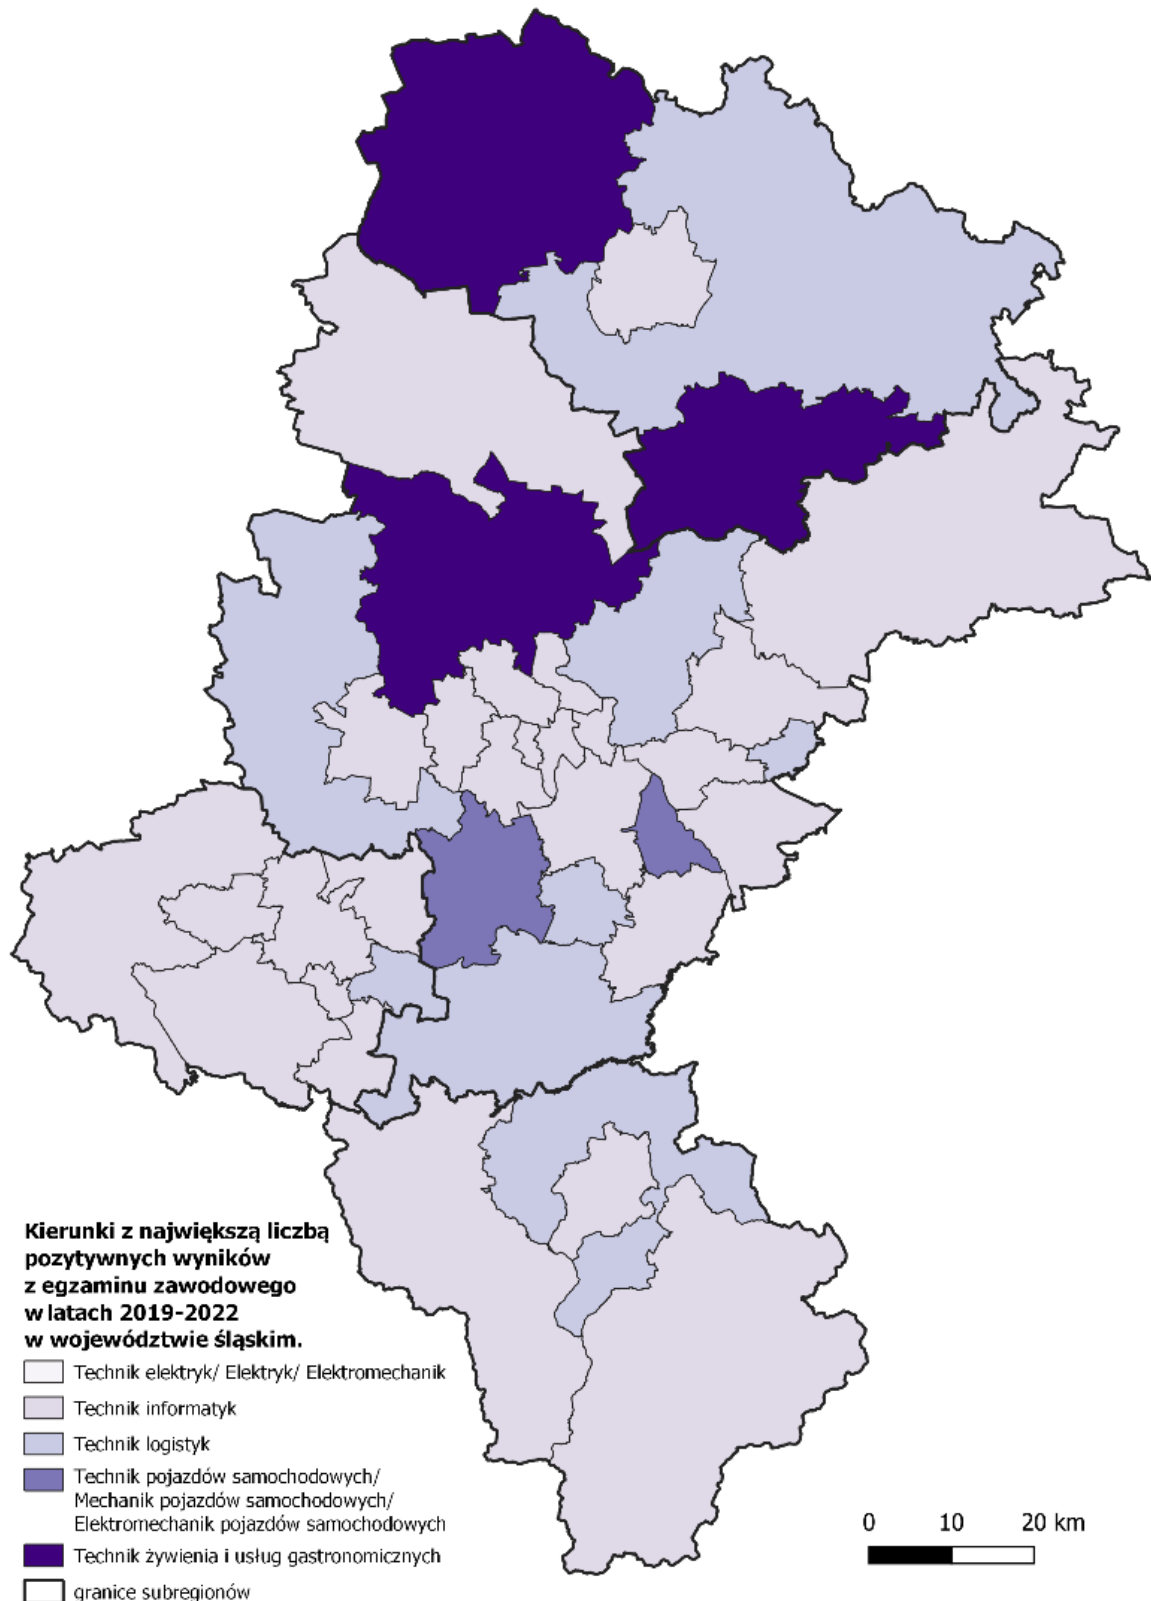 Kierunki z największą liczbą
pozytywnych wyników
z egzaminu zawodowego
w latach 2019-2022
w województwie śląskim.
Technik elektryk/ Elektryk/ Elektromechanik
Technik informatyk
Technik logistyk
Technik pojazdów samochodowych/
Mechanik pojazdów samochodowych/
Elektromechanik pojazdów samochodowych
Technik żywienia i usług gastronomicznych
granice subregionów
0 10 20 km